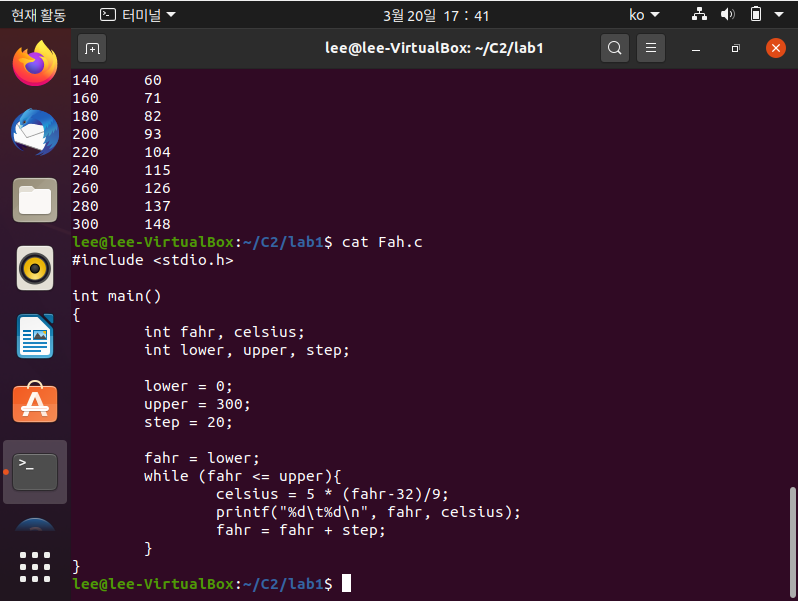 현재 활동 터미널 3월 20일 17 : 41 ko
lee@lee-VirtualBox: ~/C2/lab1
140 60
160 71
180 82
200 93
220 104
240 115
260 126
280 137
300 148
lee@lee-VirtualBox:~/C2/lab1$ cat Fah.c
#include <stdio.h>
int main()
{
int fahr, celsius;
int lower, upper, step;
lower = 0;
upper = 300;
step = 20;
fahr = lower;
while (fahr <= upper){
celsius = 5 * (fahr-32)/9;
printf("%d\t%d\n", fahr, celsius);
fahr = fahr + step;
}
}
lee@lee-VirtualBox:~/C2/lab1$